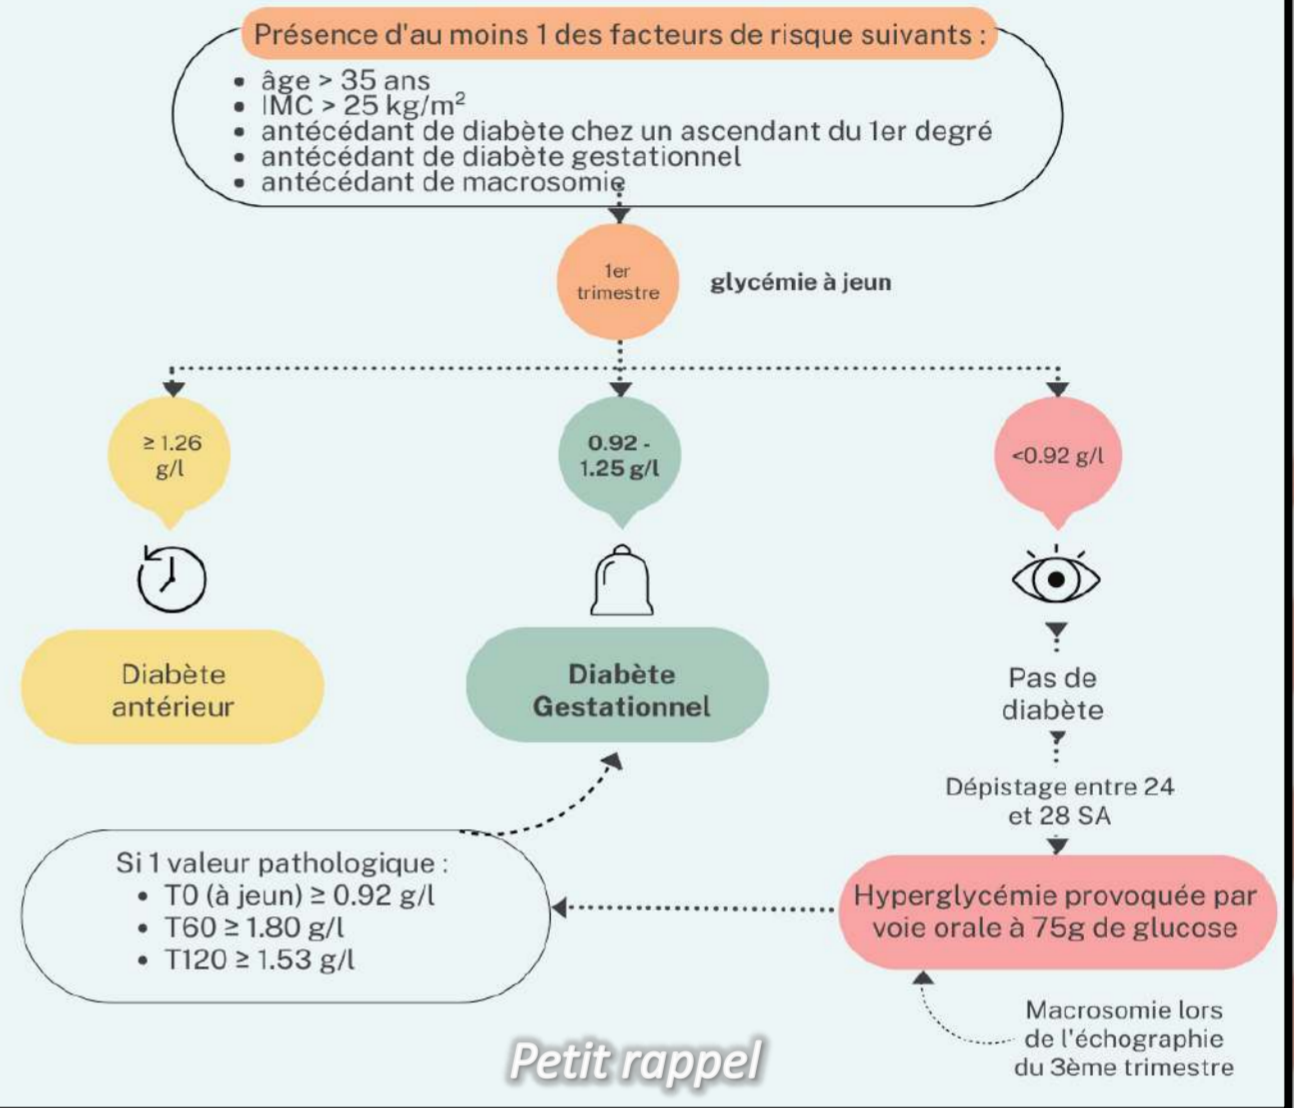 Présence d'au moins 1 des facteurs de risque suivants :
• âge > 35 ans
• IMC > 25 kg/m²
• antécédant de diabète chez un ascendant du 1er degré
• antécédant de diabète gestationnel
• antécédant de macrosomie
1er
trimestre
glycémie à jeun
≥ 1.26
g/l
0.92 -
1.25 g/l
<0.92 g/l
Diabète
antérieur
Diabète
Gestationnel
Pas de
diabète
Dépistage entre 24
et 28 SA
Hyperglycémie provoquée par
voie orale à 75g de glucose
Si 1 valeur pathologique :
• T0 (à jeun) ≥ 0.92 g/l
• T60 ≥ 1.80 g/l
• T120 ≥ 1.53 g/l
Macrosomie lors
de l'échographie
du 3ème trimestre
Petit rappel